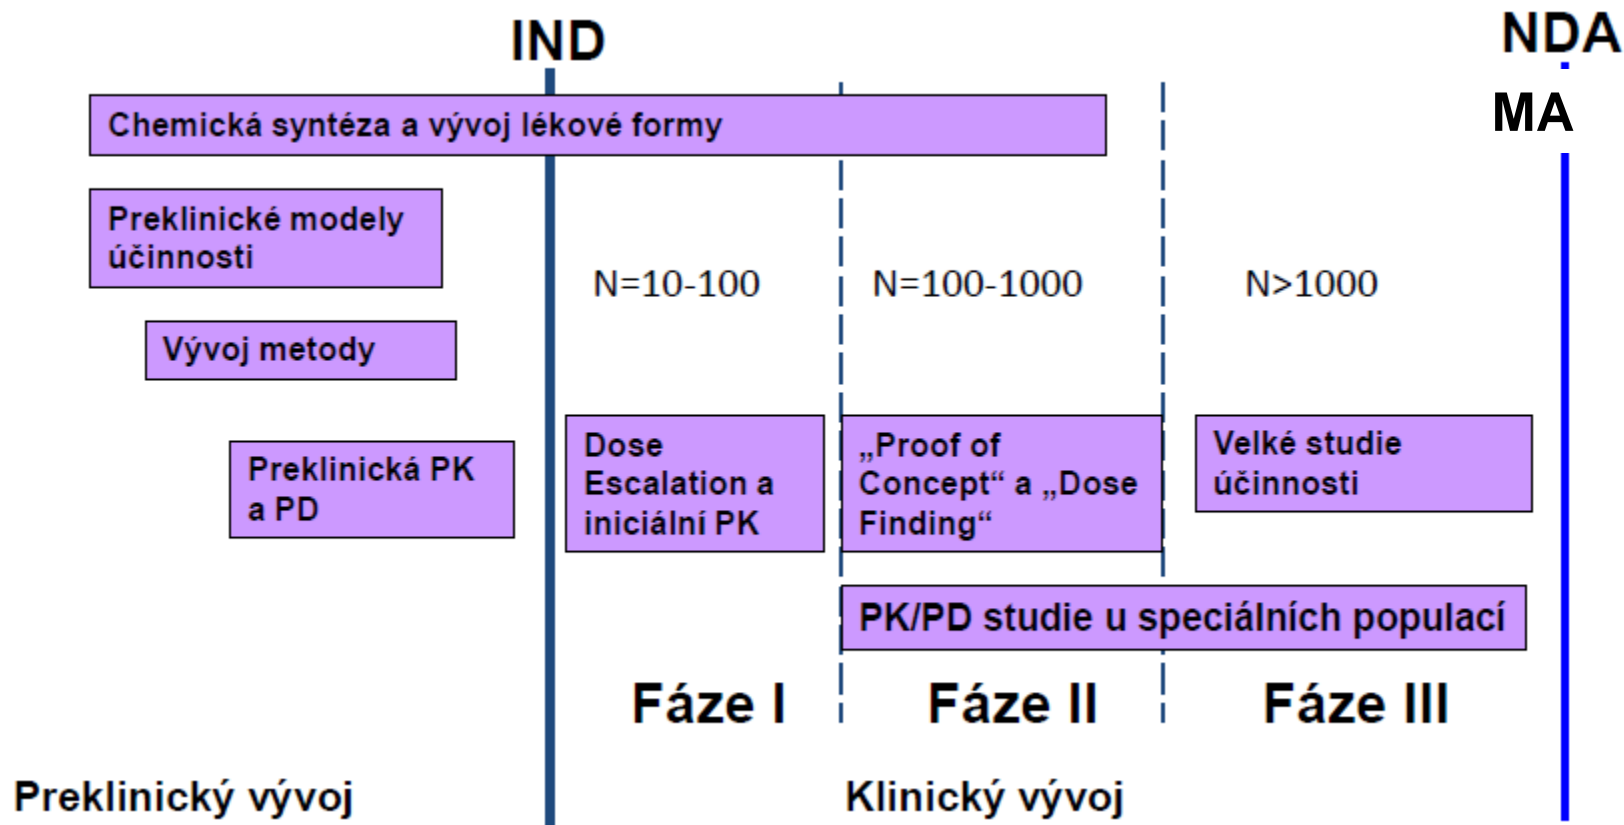 IND
NDA
MA
Chemická syntéza a vývoj lékové formy
Preklinické modely
účinnosti
N=10-100
N=100-1000
N>1000
Vývoj metody
Preklinická PK
a PD
Dose
Escalation a
iniciální PK
„Proof of
Concept“ a „Dose
Finding“
Velké studie
účinnosti
PK/PD studie u speciálních populací
Fáze I
Fáze II
Fáze III
Preklinický vývoj
Klinický vývoj